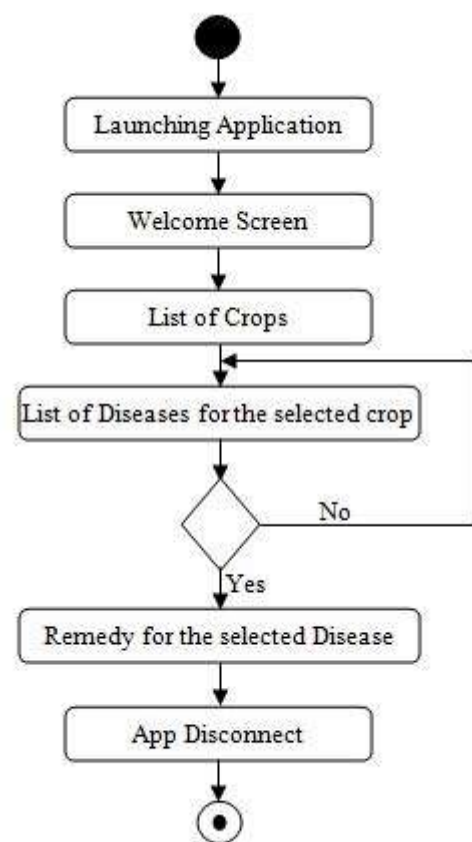 Launching Application
Welcome Screen
List of Crops
List of Diseases for the selected crop
No
Yes
Remedy for the selected Disease
App Disconnect